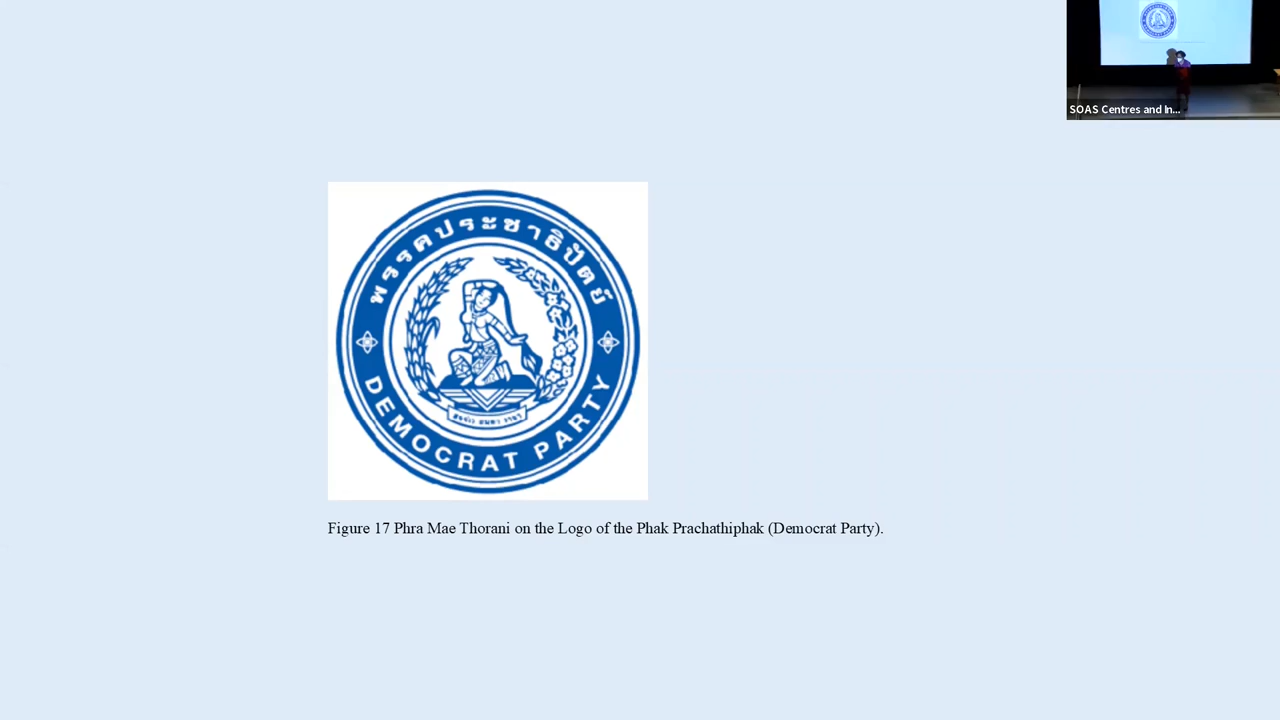 SOAS Centres and In...
พรรคประชาธิปัตย์
DEMOCRAT PARTY
Figure 17 Phra Mae Thorani on the Logo of the Phak Prachathiphak (Democrat Party).